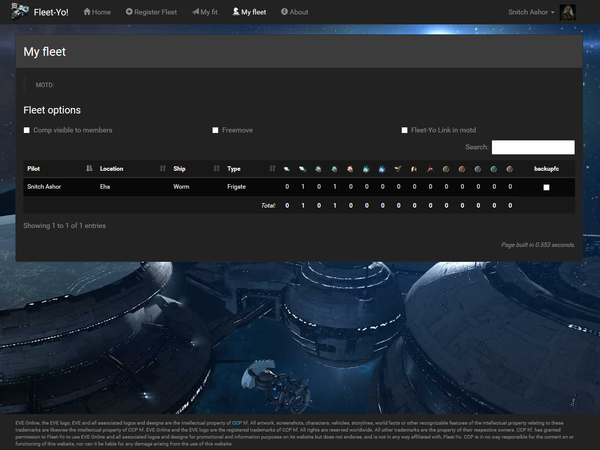 Fleet-Yo! Home Register Fleet My fit My fleet About Snitch Ashor
My fleet
MOTD:
Fleet options
Comp visible to members Freemove Fleet-Yo Link in motd
Search:
Pilot Location Ship Type backupfc
Snitch Ashor Eha Worm Frigate 0 1 0 1 0 0 0 0 0 0 0 0 0 0 0
Total: 0 1 0 1 0 0 0 0 0 0 0 0 0 0 0
Showing 1 to 1 of 1 entries
Page built in 0.553 seconds.
EVE Online, the EVE logo, EVE and all associated logos and designs are the intellectual property of CCP hf. All artwork, screenshots, characters, vehicles, storylines, world facts or other recognizable features of the intellectual property relating to these
trademarks are likewise the intellectual property of CCP hf. EVE Online and the EVE logo are the registered trademarks of CCP hf. All rights are reserved worldwide. All other trademarks are the property of their respective owners. CCP hf. has granted
permission to Fleet-Yo to use EVE Online and all associated logos and designs for promotional and information purposes on its website but does not endorse, and is not in any way affiliated with, Fleet-Yo. CCP is in no way responsible for the content on or
functioning of this website, nor can it be liable for any damage arising from the use of this website.